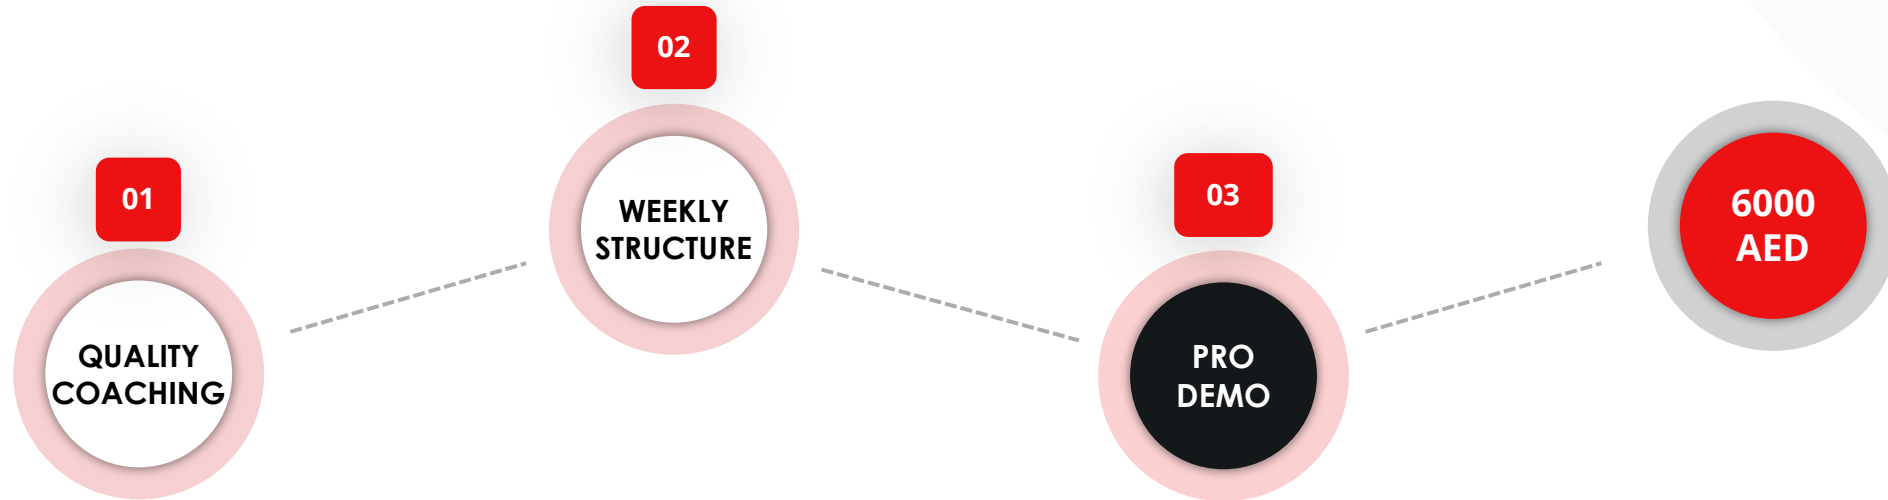 01
QUALITY
COACHING
02
WEEKLY
STRUCTURE
03
PRO
DEMO
6000
AED